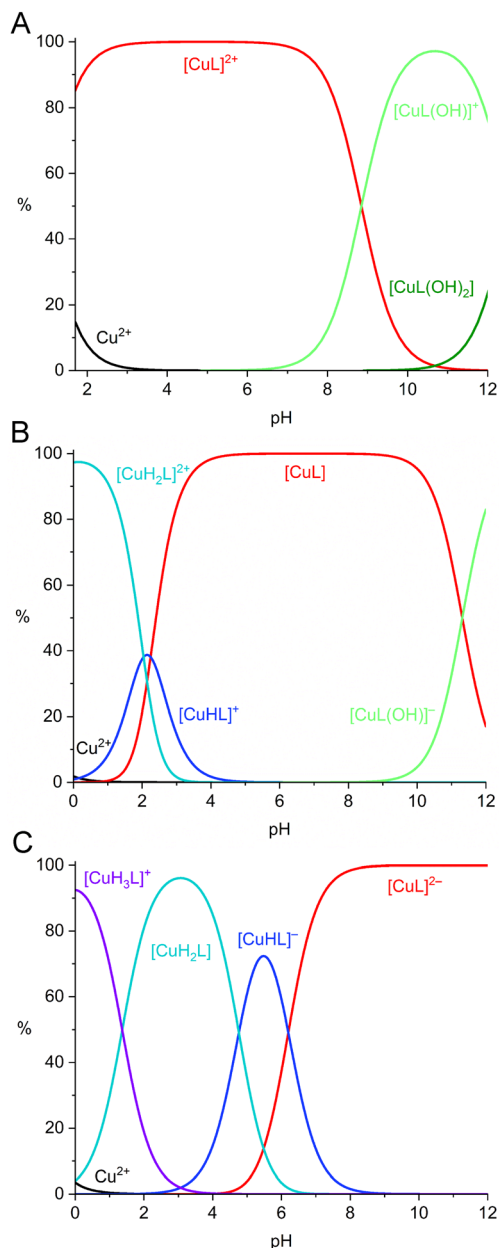 A
100
80
60
40
20
0
%
[CuL]²⁺
[CuL(OH)]⁺
[CuL(OH)₂]
Cu²⁺
2 4 6 8 10 12
pH
B
100
80
60
40
20
0
%
[CuH₂L]²⁺
[CuL]
[CuHL]⁺
[CuL(OH)]⁻
Cu²⁺
0 2 4 6 8 10 12
pH
C
100
80
60
40
20
0
%
[CuH₃L]⁺
[CuL]²⁻
[CuH₂L]
[CuHL]⁻
Cu²⁺
0 2 4 6 8 10 12
pH